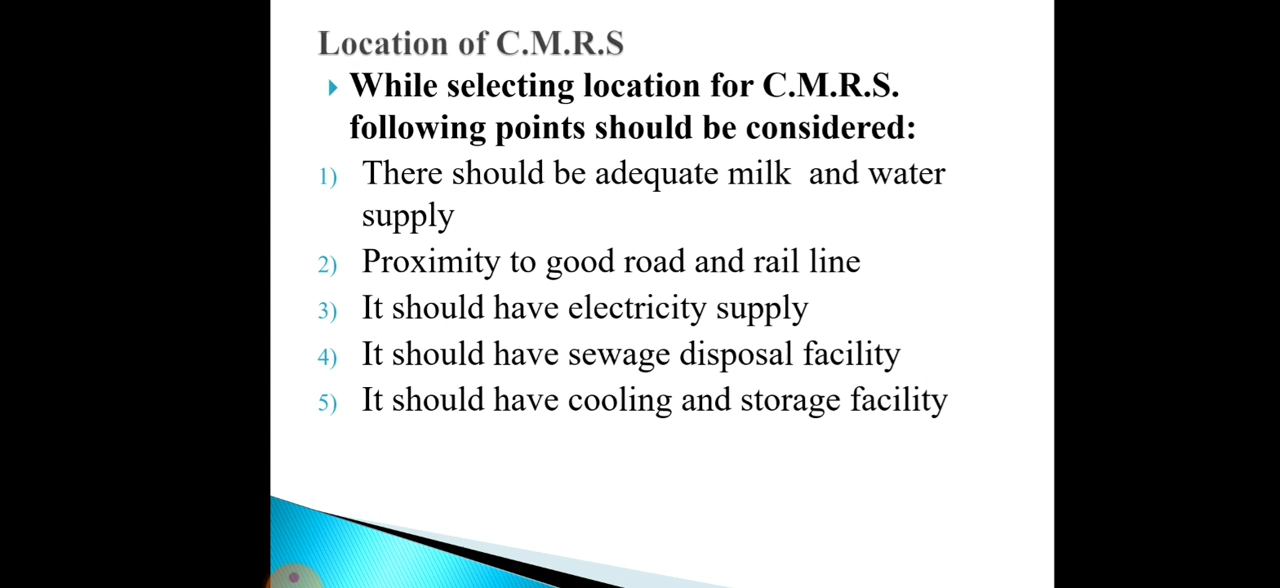 Location of C.M.R.S
While selecting location for C.M.R.S.
following points should be considered:
1) There should be adequate milk and water
supply
2) Proximity to good road and rail line
3) It should have electricity supply
4) It should have sewage disposal facility
5) It should have cooling and storage facility